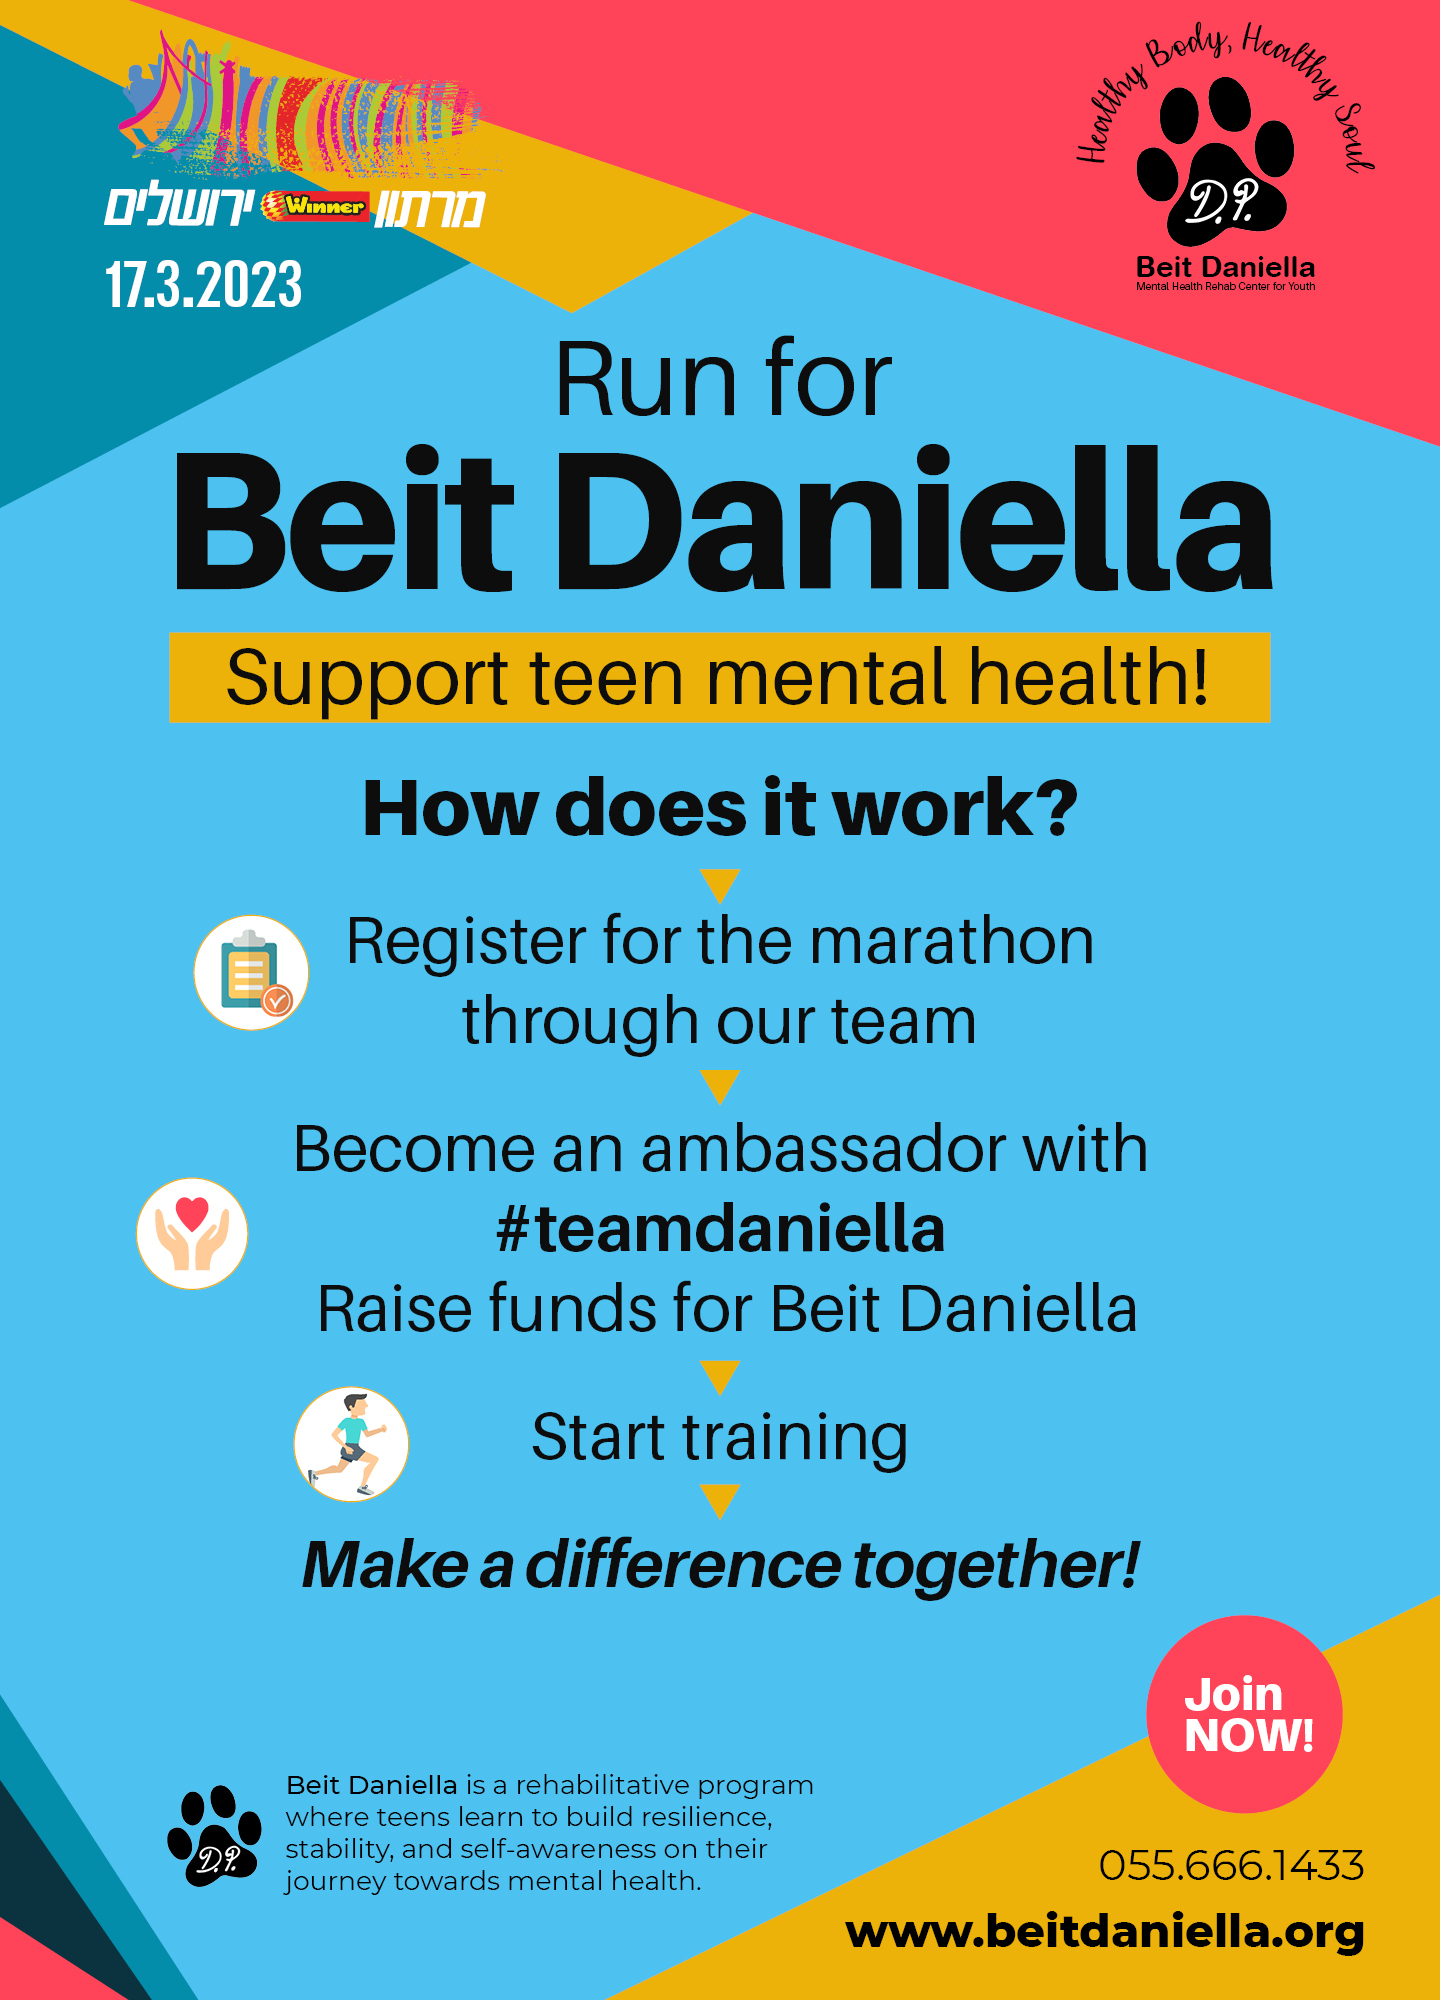 מרתון Winner ירושלים
17.3.2023
Healthy Body, Healthy Soul
D.P.
Beit Daniella
Mental Health Rehab Center for Youth
Run for
Beit Daniella
Support teen mental health!
How does it work?
Register for the marathon
through our team
Become an ambassador with
#teamdaniella
Raise funds for Beit Daniella
Start training
Make a difference together!
Join
NOW!
D.P.
Beit Daniella is a rehabilitative program
where teens learn to build resilience,
stability, and self-awareness on their
journey towards mental health.
055.666.1433
www.beitdaniella.org